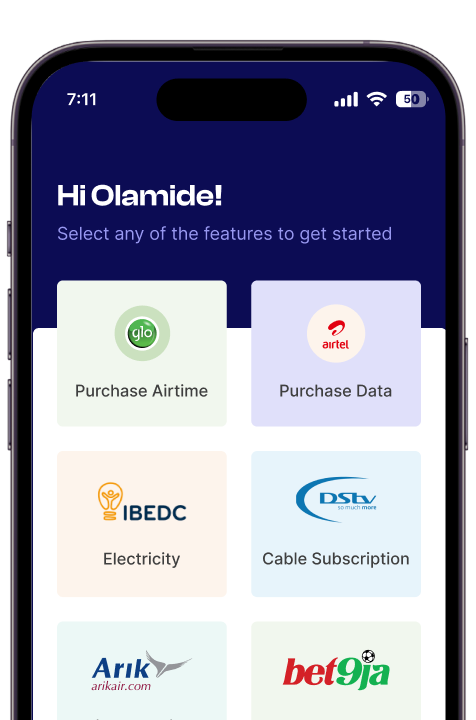 7:11
50
Hi Olamide!
Select any of the features to get started
glo
airtel
Purchase Airtime
Purchase Data
IBEDC
DStv
so much more
Electricity
Cable Subscription
Arık
arikair.com
bet9ja